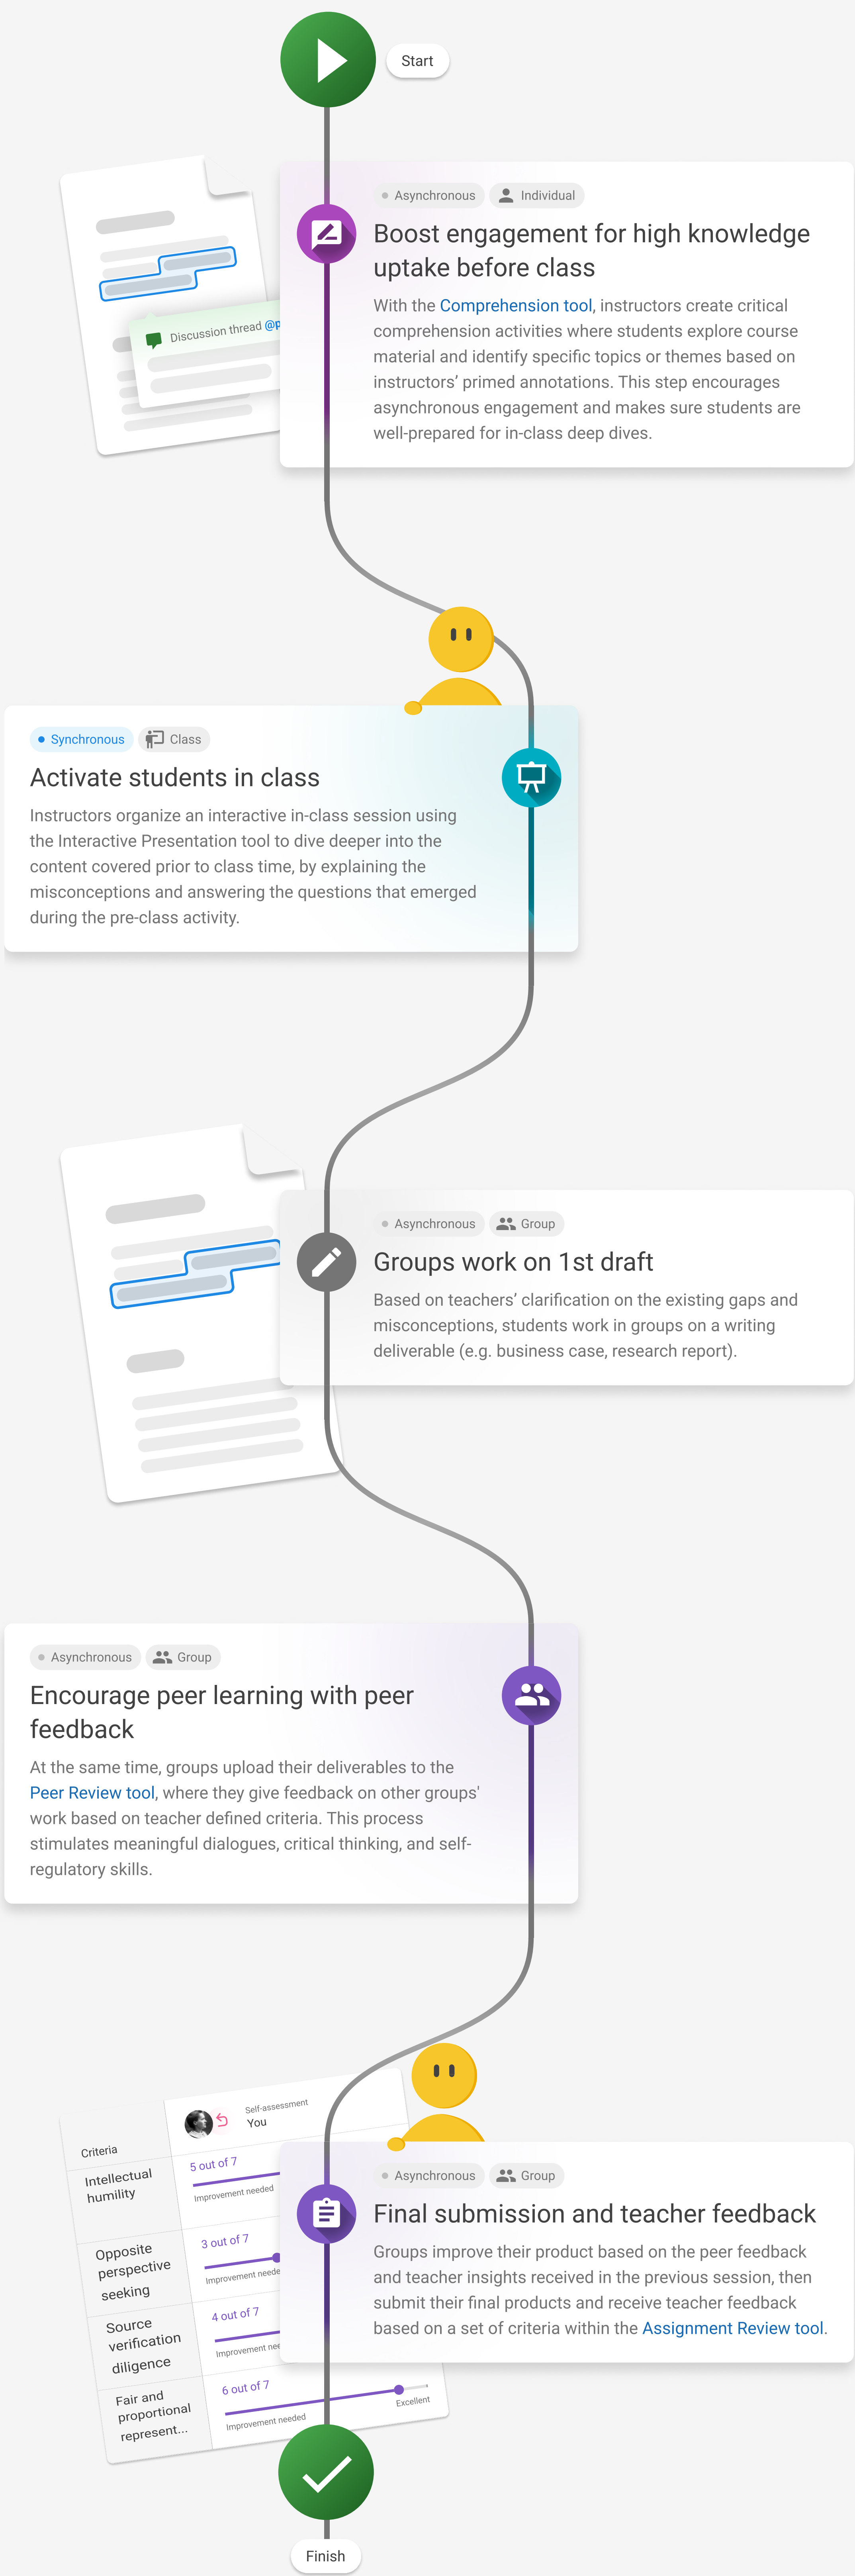 Start
Asynchronous
Individual
Boost engagement for high knowledge
uptake before class
With the Comprehension tool, instructors create critical
comprehension activities where students explore course
material and identify specific topics or themes based on
instructors’ primed annotations. This step encourages
asynchronous engagement and makes sure students are
well-prepared for in-class deep dives.
Discussion thread @p
Synchronous
Class
Activate students in class
Instructors organize an interactive in-class session using
the Interactive Presentation tool to dive deeper into the
content covered prior to class time, by explaining the
misconceptions and answering the questions that emerged
during the pre-class activity.
Asynchronous
Group
Groups work on 1st draft
Based on teachers’ clarification on the existing gaps and
misconceptions, students work in groups on a writing
deliverable (e.g. business case, research report).
Asynchronous
Group
Encourage peer learning with peer
feedback
At the same time, groups upload their deliverables to the
Peer Review tool, where they give feedback on other groups'
work based on teacher defined criteria. This process
stimulates meaningful dialogues, critical thinking, and self-
regulatory skills.
Self-assessment
You
Criteria
Intellectual
humility
5 out of 7
Improvement needed
Opposite
perspective
seeking
3 out of 7
Improvement neede
Source
verification
diligence
4 out of 7
Improvement nee
Fair and
proportional
represent...
6 out of 7
Improvement needed
Excellent
Asynchronous
Group
Final submission and teacher feedback
Groups improve their product based on the peer feedback
and teacher insights received in the previous session, then
submit their final products and receive teacher feedback
based on a set of criteria within the Assignment Review tool.
Finish